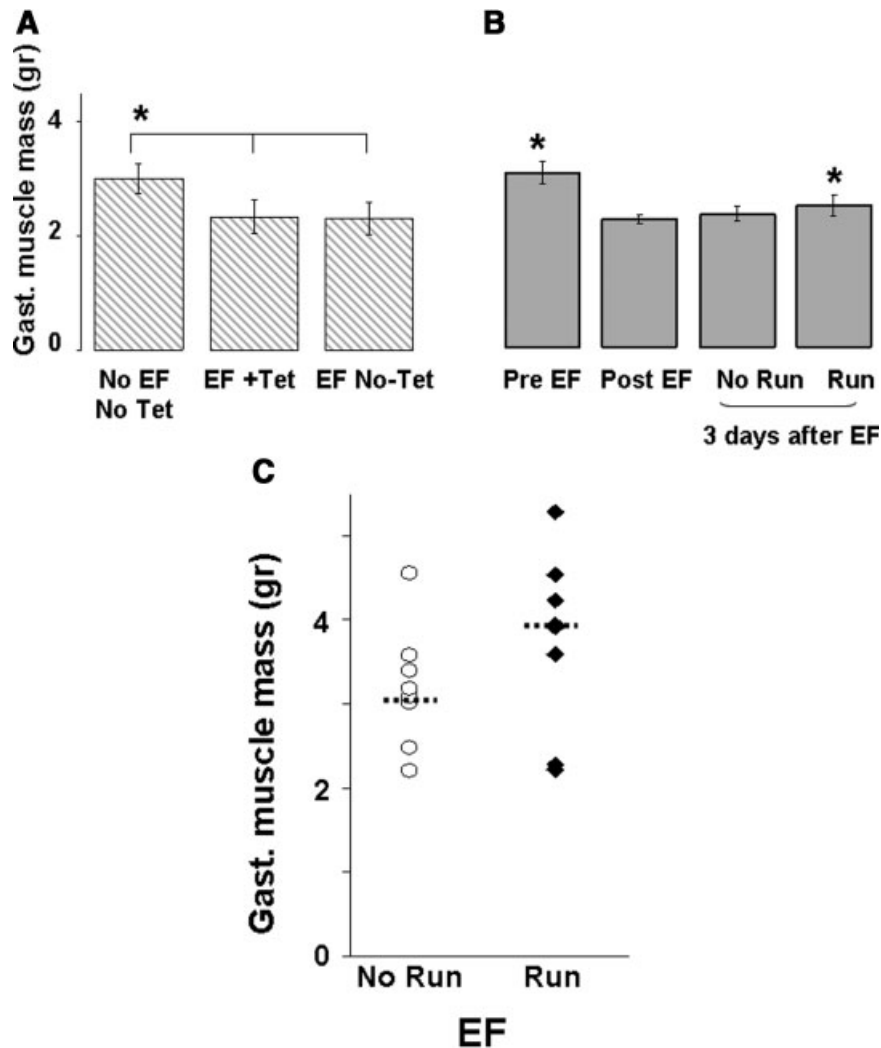 A
Gast. muscle mass (gr)
4
2
0
*
No EF
No Tet
EF +Tet
EF No-Tet
B
*
*
Pre EF
Post EF
No Run
Run
3 days after EF
C
Gast. muscle mass (gr)
4
2
0
No Run
Run
EF